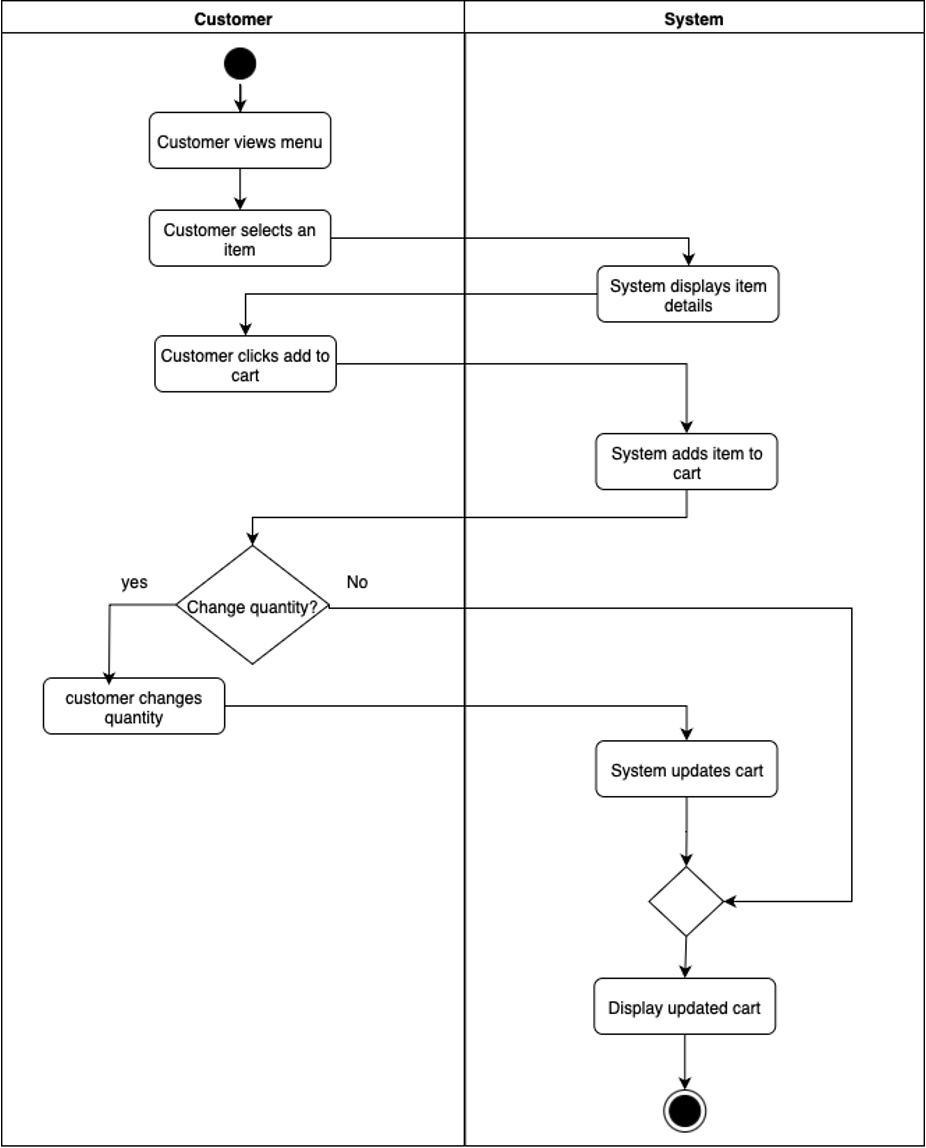 Customer
System
Customer views menu
Customer selects an
item
System displays item
details
Customer clicks add to
cart
System adds item to
cart
yes
No
Change quantity?
customer changes
quantity
System updates cart
Display updated cart